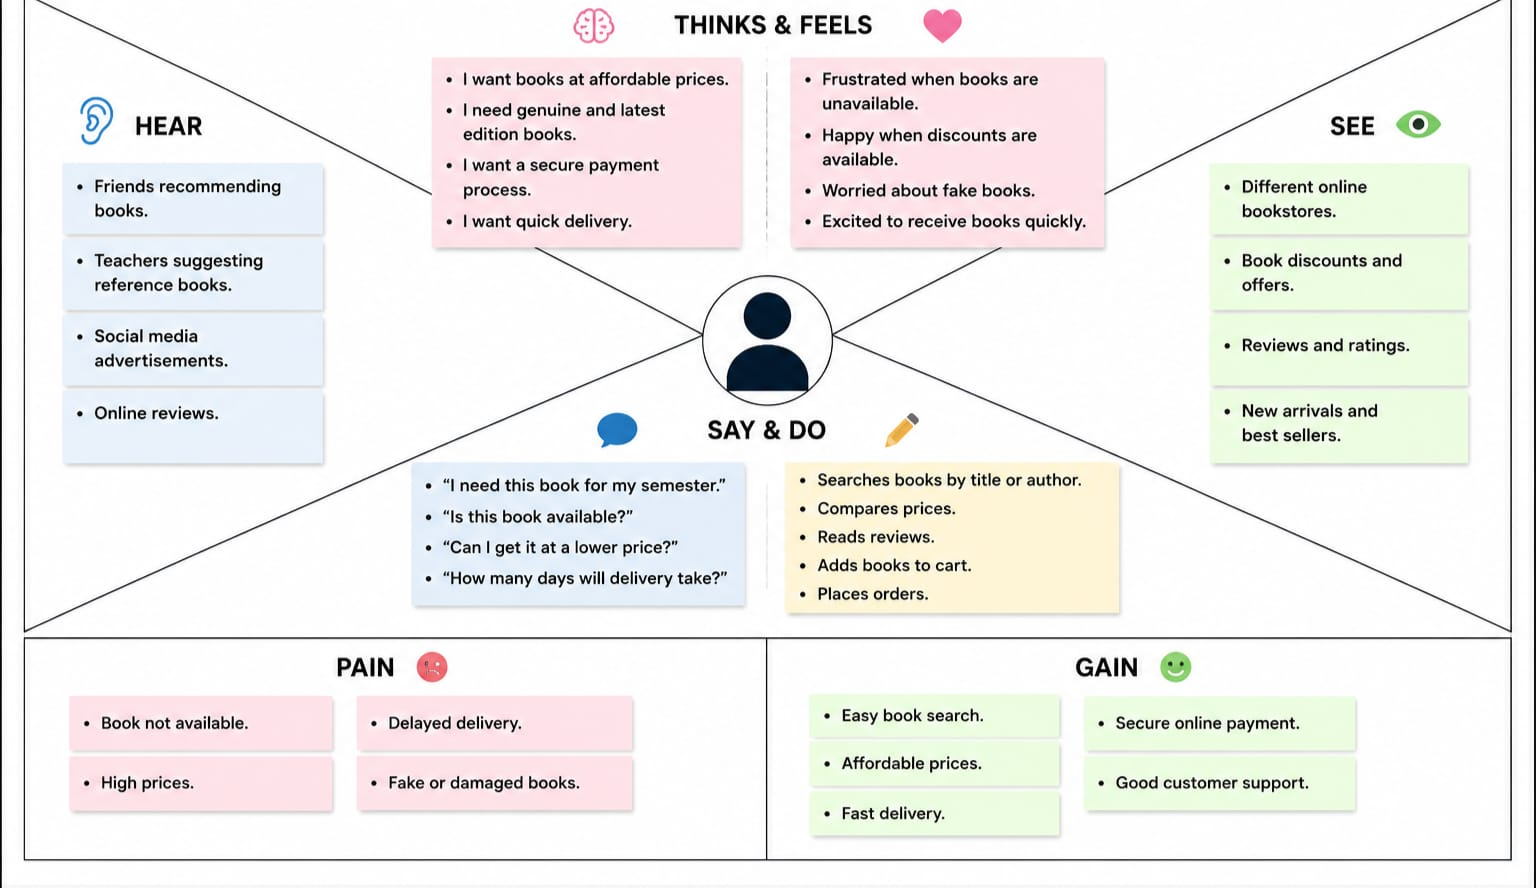 THINKS & FEELS
• I want books at affordable prices.
• I need genuine and latest
edition books.
• I want a secure payment
process.
• I want quick delivery.
• Frustrated when books are
unavailable.
• Happy when discounts are
available.
• Worried about fake books.
• Excited to receive books quickly.
HEAR
• Friends recommending
books.
• Teachers suggesting
reference books.
• Social media
advertisements.
• Online reviews.
SEE
• Different online
bookstores.
• Book discounts and
offers.
• Reviews and ratings.
• New arrivals and
best sellers.
SAY & DO
• “I need this book for my semester.”
• “Is this book available?”
• “Can I get it at a lower price?”
• “How many days will delivery take?”
• Searches books by title or author.
• Compares prices.
• Reads reviews.
• Adds books to cart.
• Places orders.
PAIN
• Book not available.
• High prices.
• Delayed delivery.
• Fake or damaged books.
GAIN
• Easy book search.
• Affordable prices.
• Fast delivery.
• Secure online payment.
• Good customer support.